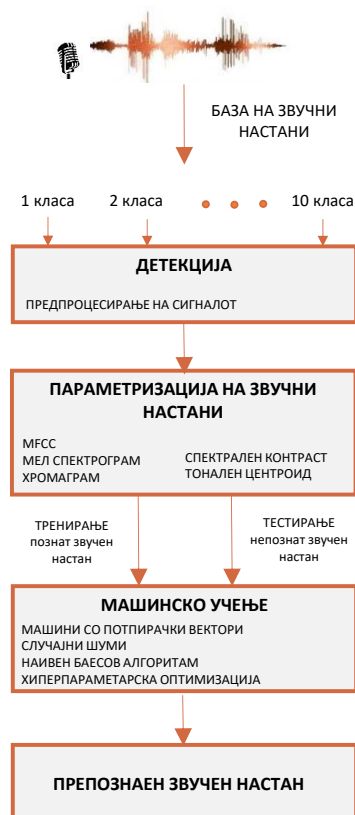 БАЗА НА ЗВУЧНИ
НАСТАНИ
1 класа 2 класа 10 класа
ДЕТЕКЦИЈА
ПРЕДПРОЦЕСИРАЊЕ НА СИГНАЛОТ
ПАРАМЕТРИЗАЦИЈА НА ЗВУЧНИ
НАСТАНИ
MFCC
МЕЛ СПЕКТРОГРАМ
ХРОМАГРАМ
СПЕКТРАЛЕН КОНТРАСТ
ТОНАЛЕН ЦЕНТРОИД
ТРЕНИРАЊЕ
познат звучен
настан
ТЕСТИРАЊЕ
непознат звучен
настан
МАШИНСКО УЧЕЊЕ
МАШИНИ СО ПОТПИРАЧКИ ВЕКТОРИ
СЛУЧАЈНИ ШУМИ
НАИВЕН БАЕСОВ АЛГОРИТАМ
ХИПЕРПАРАМЕТАРСКА ОПТИМИЗАЦИЈА
ПРЕПОЗНАЕН ЗВУЧЕН НАСТАН